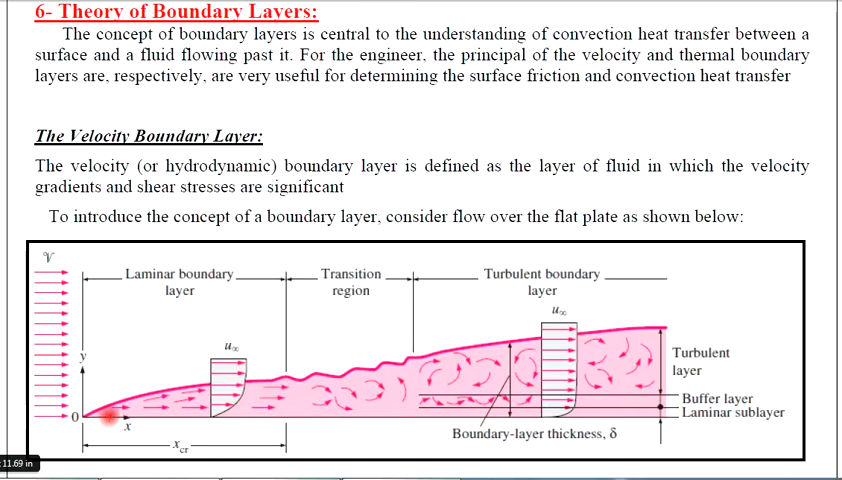 6- Theory of Boundary Layers:
The concept of boundary layers is central to the understanding of convection heat transfer between a
surface and a fluid flowing past it. For the engineer, the principal of the velocity and thermal boundary
layers are, respectively, are very useful for determining the surface friction and convection heat transfer
The Velocity Boundary Layer:
The velocity (or hydrodynamic) boundary layer is defined as the layer of fluid in which the velocity
gradients and shear stresses are significant
To introduce the concept of a boundary layer, consider flow over the flat plate as shown below:
𝒱
Laminar boundary
layer
Transition
region
Turbulent boundary
layer
u∞
u∞
y
Turbulent
layer
Buffer layer
Laminar sublayer
0
x
Boundary-layer thickness, δ
xcr
11.69 in